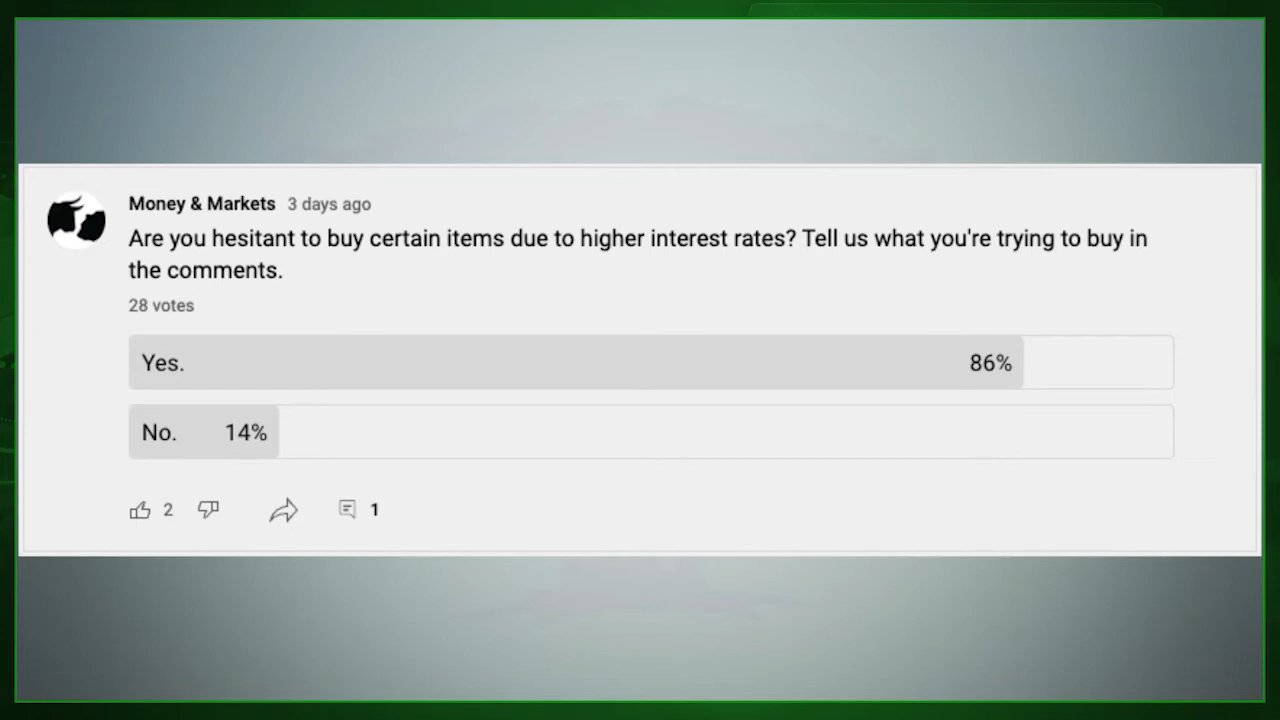 Money & Markets 3 days ago
Are you hesitant to buy certain items due to higher interest rates? Tell us what you're trying to buy in
the comments.
28 votes
Yes. 86%
No. 14%
2 1